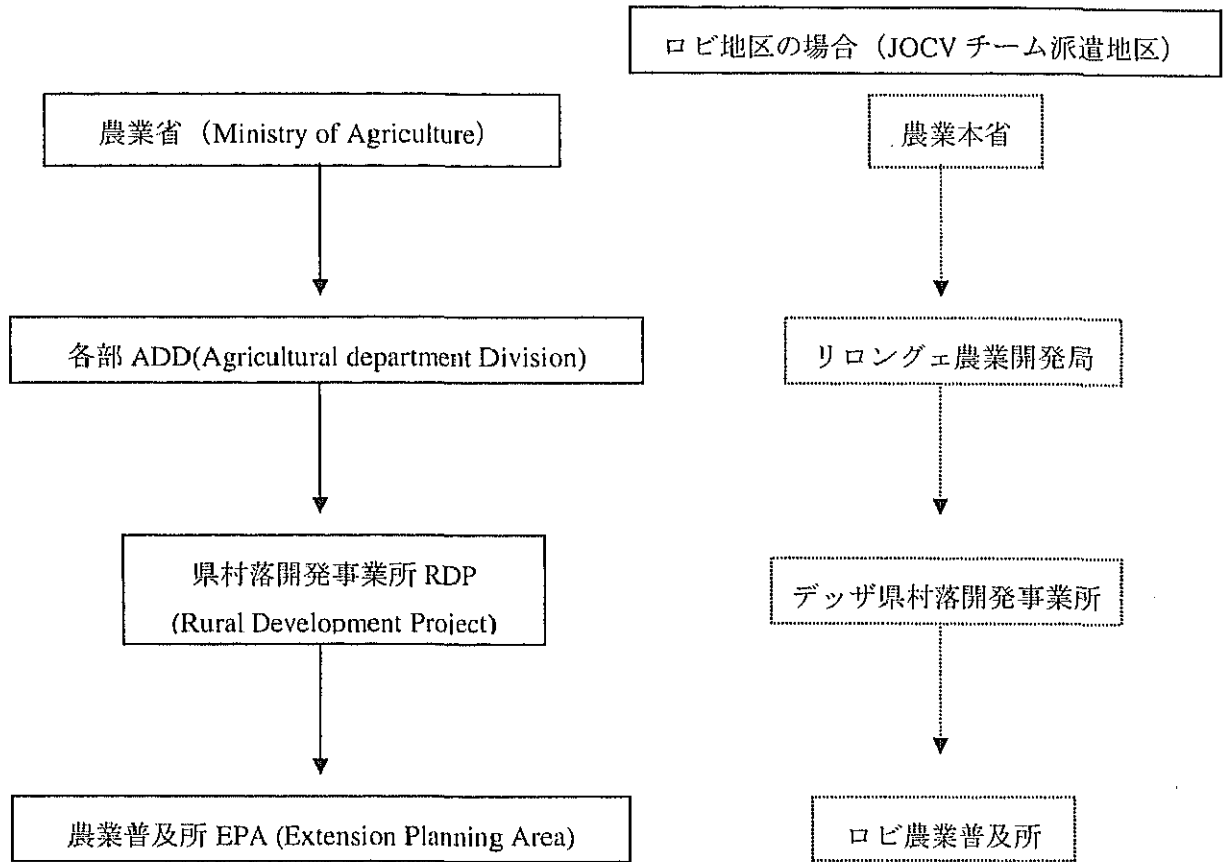 ロビ地区の場合（JOCV チーム派遣地区）
農業省（Ministry of Agriculture）
農業本省
各部 ADD(Agricultural department Division)
リロングェ農業開発局
県村落開発事業所 RDP
(Rural Development Project)
デッザ県村落開発事業所
農業普及所 EPA (Extension Planning Area)
ロビ農業普及所